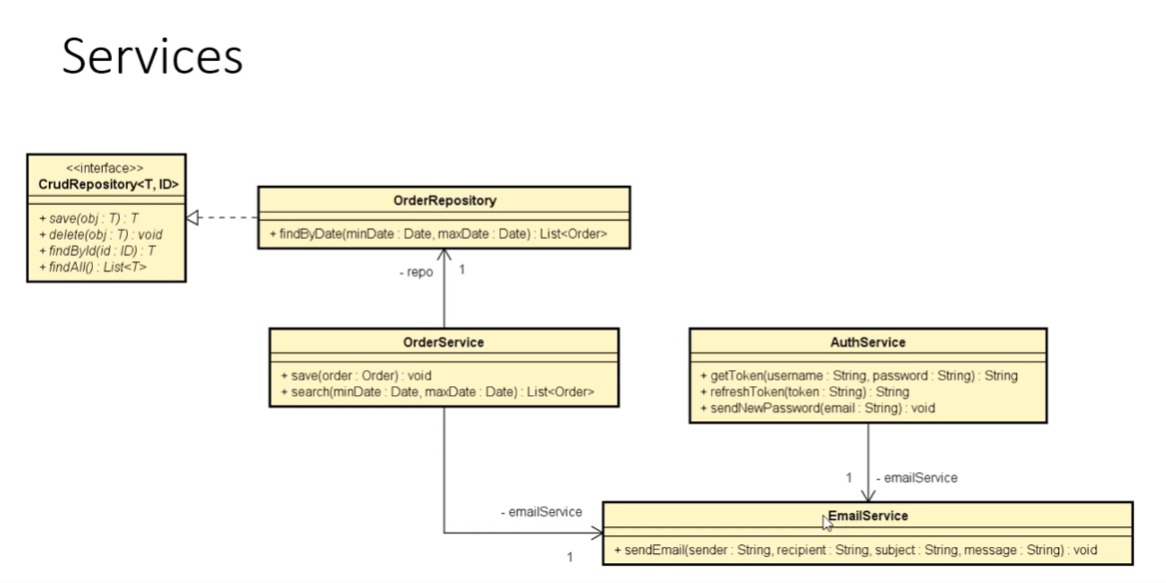 Services
<<interface>>
CrudRepository<T, ID>
+ save(obj : T) : T
+ delete(obj : T) : void
+ findById(id : ID) : T
+ findAll() : List<T>
OrderRepository
+ findByDate(minDate : Date, maxDate : Date) : List<Order>
- repo
1
OrderService
+ save(order : Order) : void
+ search(minDate : Date, maxDate : Date) : List<Order>
AuthService
+ getToken(username : String, password : String) : String
+ refreshToken(token : String) : String
+ sendNewPassword(email : String) : void
1
- emailService
- emailService
1
EmailService
+ sendEmail(sender : String, recipient : String, subject : String, message : String) : void